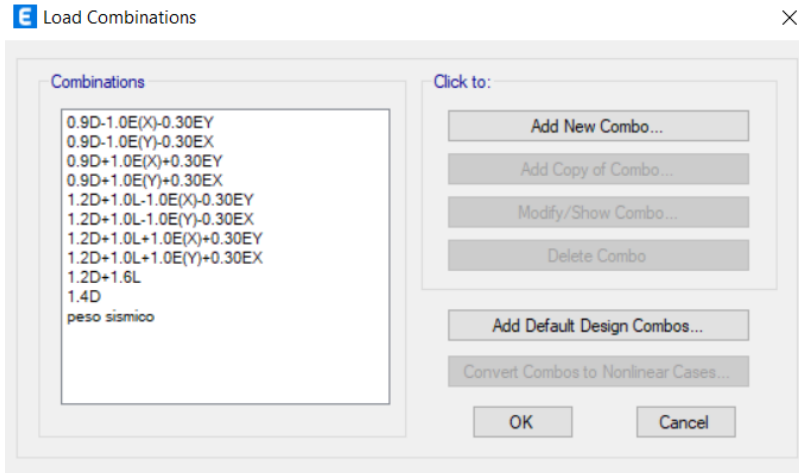 E Load Combinations
Combinations
0.9D-1.0E(X)-0.30EY
0.9D-1.0E(Y)-0.30EX
0.9D+1.0E(X)+0.30EY
0.9D+1.0E(Y)+0.30EX
1.2D+1.0L-1.0E(X)-0.30EY
1.2D+1.0L-1.0E(Y)-0.30EX
1.2D+1.0L+1.0E(X)+0.30EY
1.2D+1.0L+1.0E(Y)+0.30EX
1.2D+1.6L
1.4D
peso sismico
Click to:
Add New Combo...
Add Copy of Combo...
Modify/Show Combo...
Delete Combo
Add Default Design Combos...
Convert Combos to Nonlinear Cases...
OK
Cancel